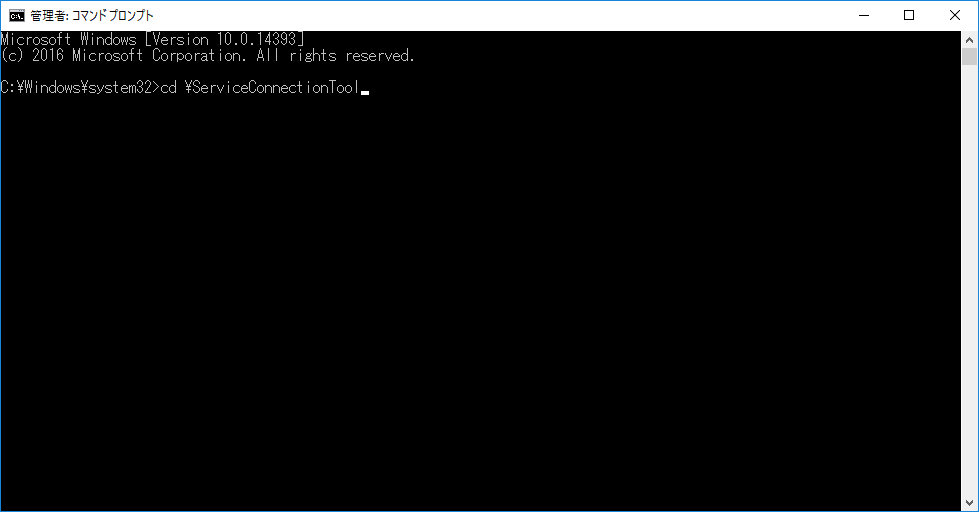 管理者: コマンドプロンプト
Microsoft Windows [Version 10.0.14393]
(c) 2016 Microsoft Corporation. All rights reserved.
C:¥Windows¥system32>cd ¥ServiceConnectionTool